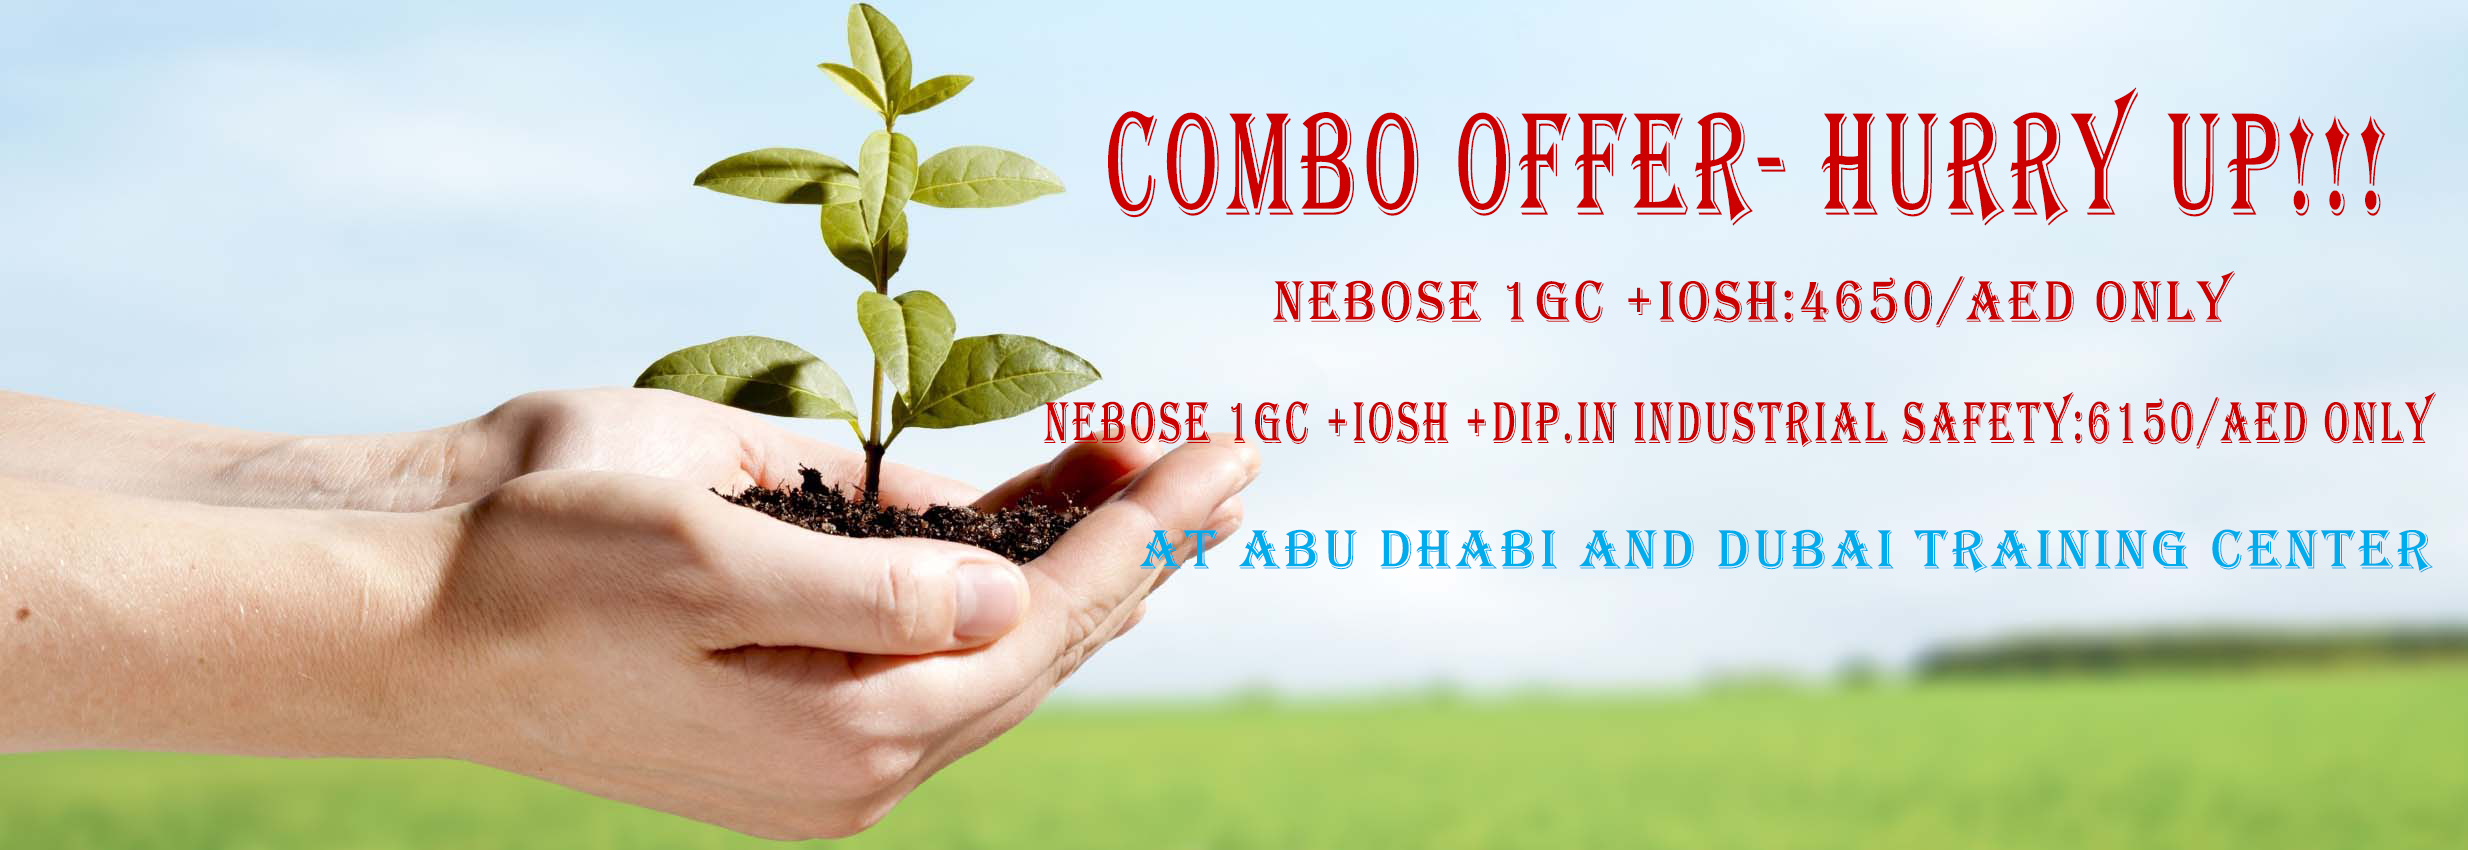 COMBO OFFER- HURRY UP!!!
NEBOSE 1GC +IOSH:4650/AED ONLY
NEBOSE 1GC +IOSH +DIP.IN INDUSTRIAL SAFETY:6150/AED ONLY
AT ABU DHABI AND DUBAI TRAINING CENTER